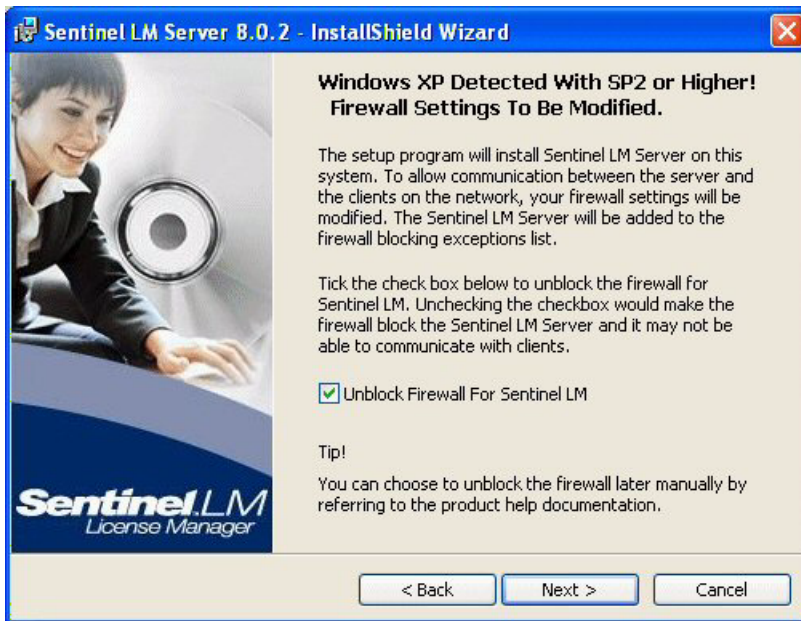 Sentinel LM Server 8.0.2 - InstallShield Wizard
Windows XP Detected With SP2 or Higher!
Firewall Settings To Be Modified.
The setup program will install Sentinel LM Server on this
system. To allow communication between the server and
the clients on the network, your firewall settings will be
modified. The Sentinel LM Server will be added to the
firewall blocking exceptions list.
Tick the check box below to unblock the firewall for
Sentinel LM. Unchecking the checkbox would make the
firewall block the Sentinel LM Server and it may not be
able to communicate with clients.
Unblock Firewall For Sentinel LM
Tip!
You can choose to unblock the firewall later manually by
referring to the product help documentation.
Sentinel LM
License Manager
< Back
Next >
Cancel